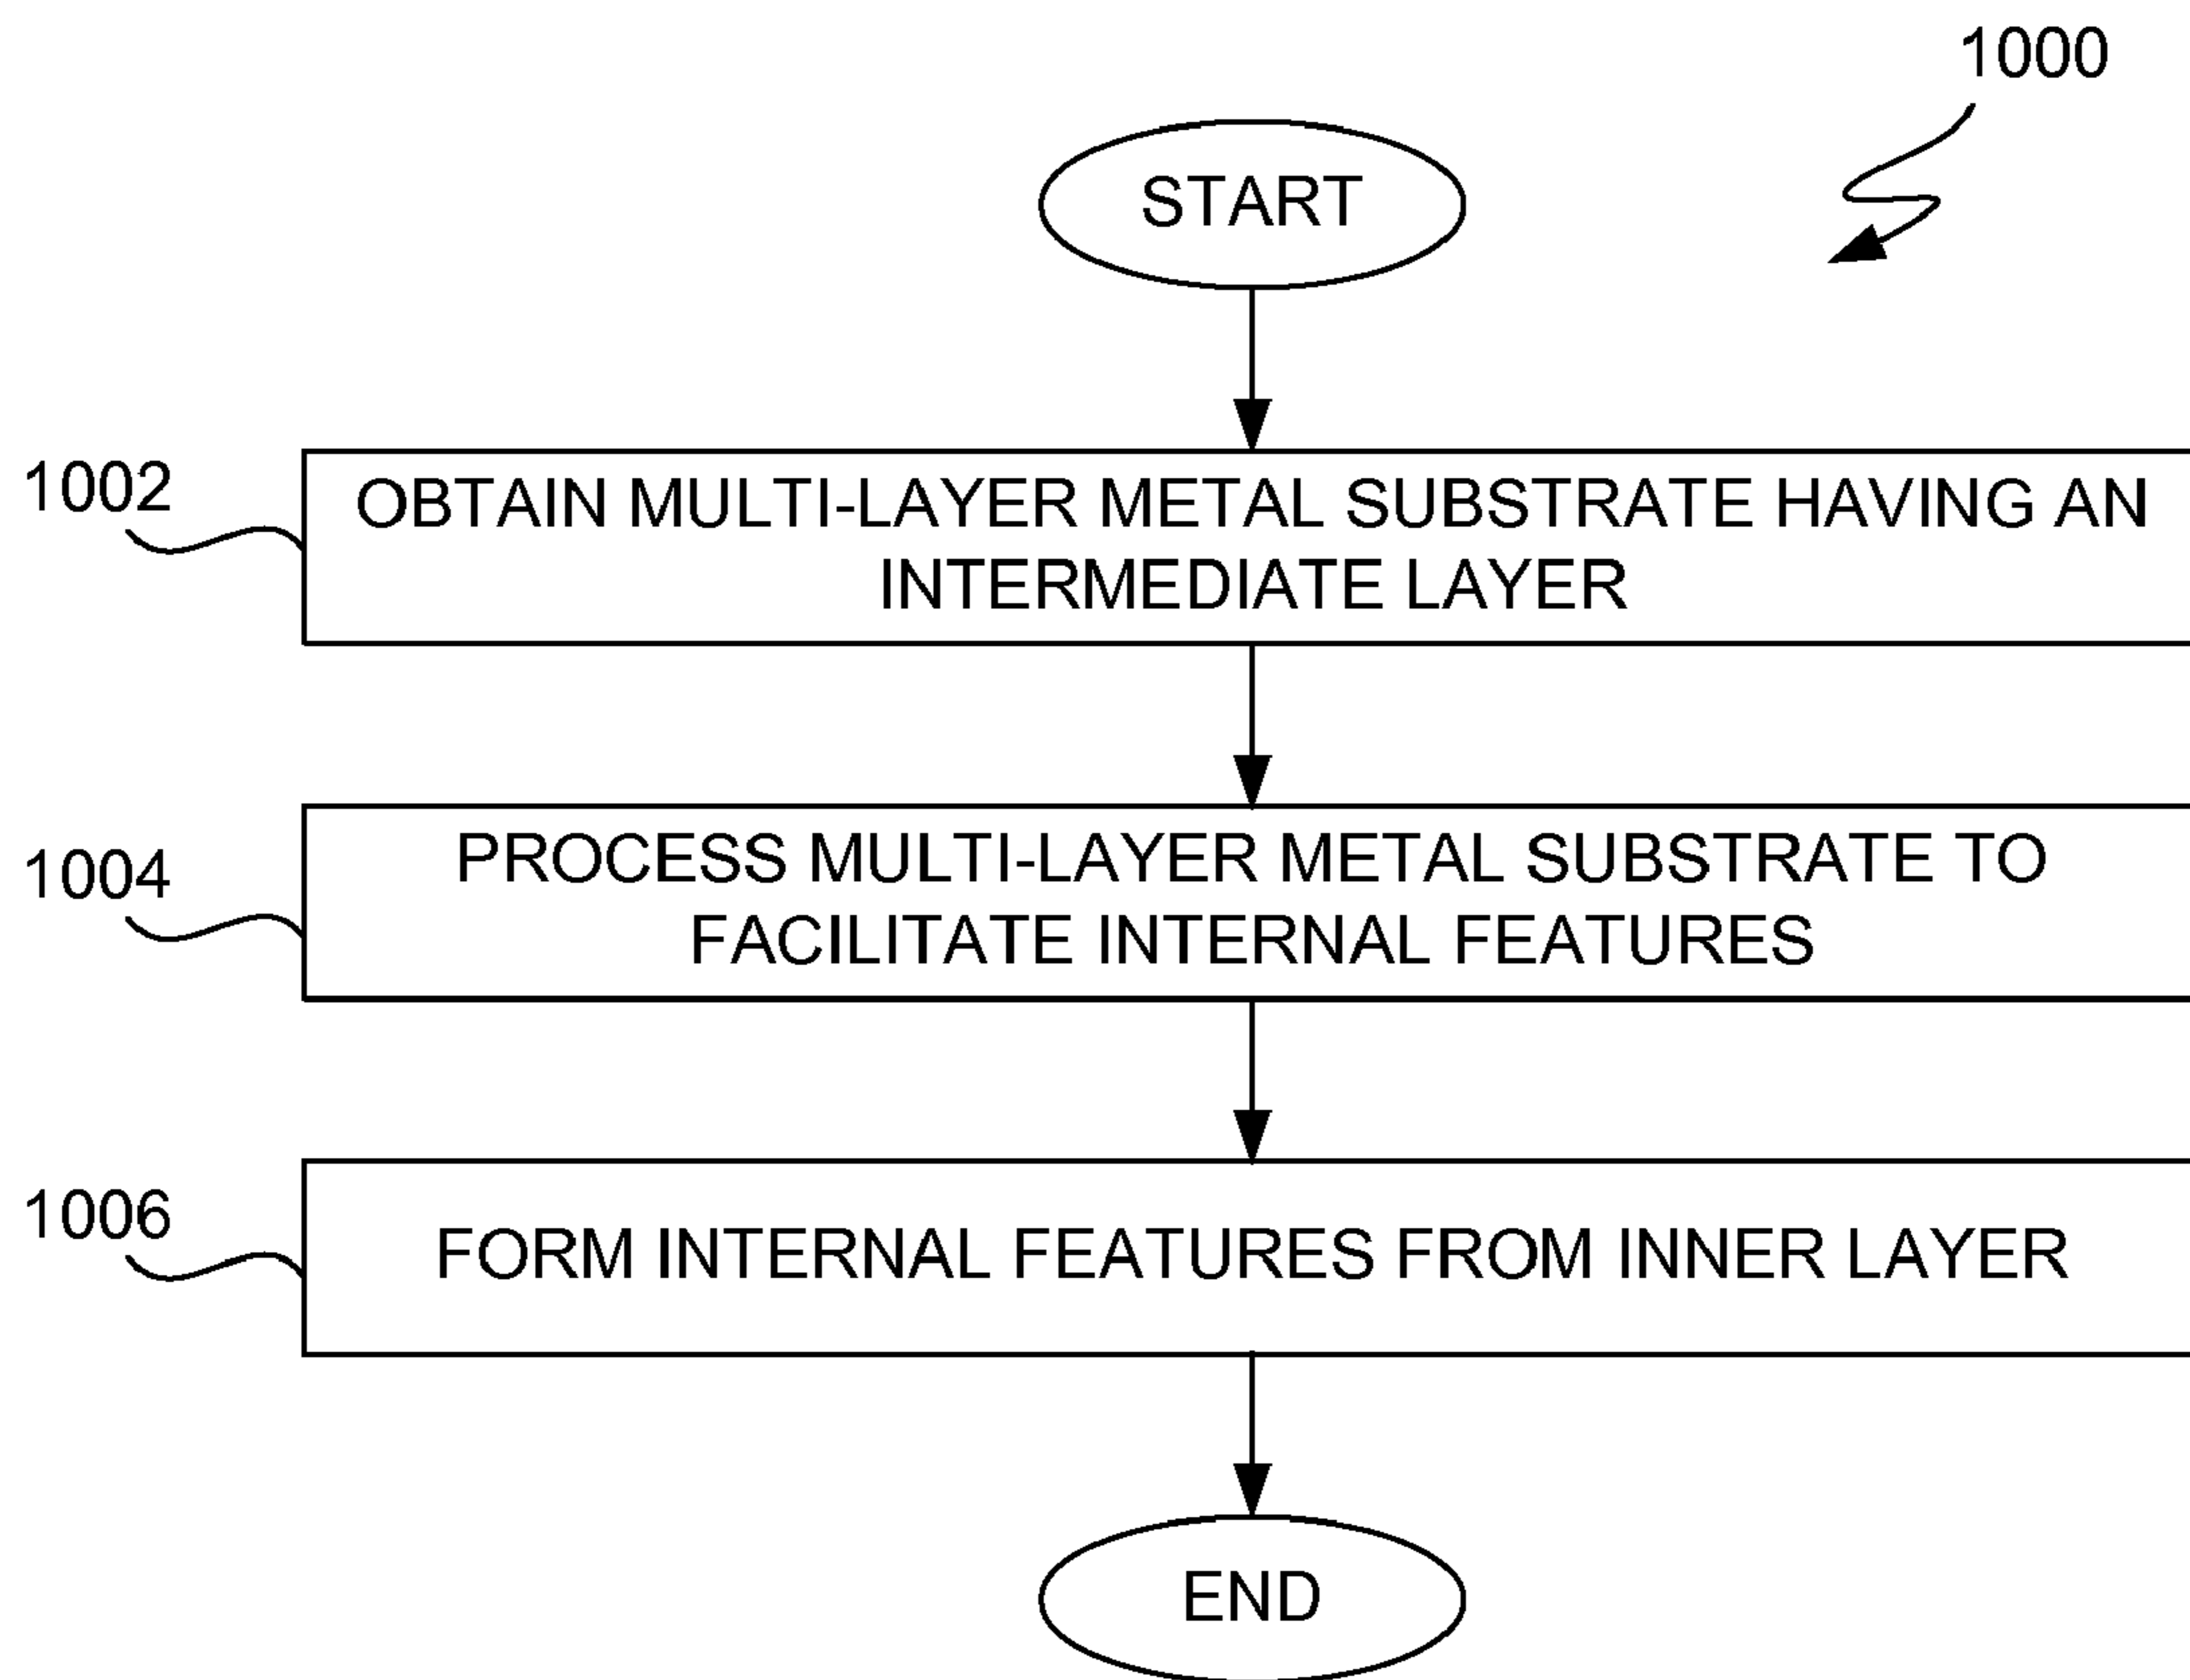 1000
START
1002
OBTAIN MULTI-LAYER METAL SUBSTRATE HAVING AN
INTERMEDIATE LAYER
1004
PROCESS MULTI-LAYER METAL SUBSTRATE TO
FACILITATE INTERNAL FEATURES
1006
FORM INTERNAL FEATURES FROM INNER LAYER
END